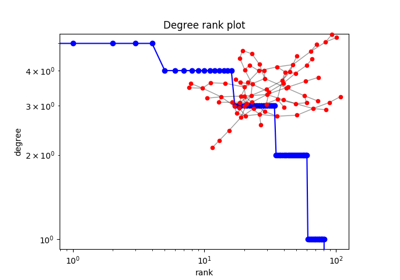 Degree rank plot
4 × 10⁰
3 × 10⁰
2 × 10⁰
10⁰
degree
10⁰ 10¹ 10²
rank